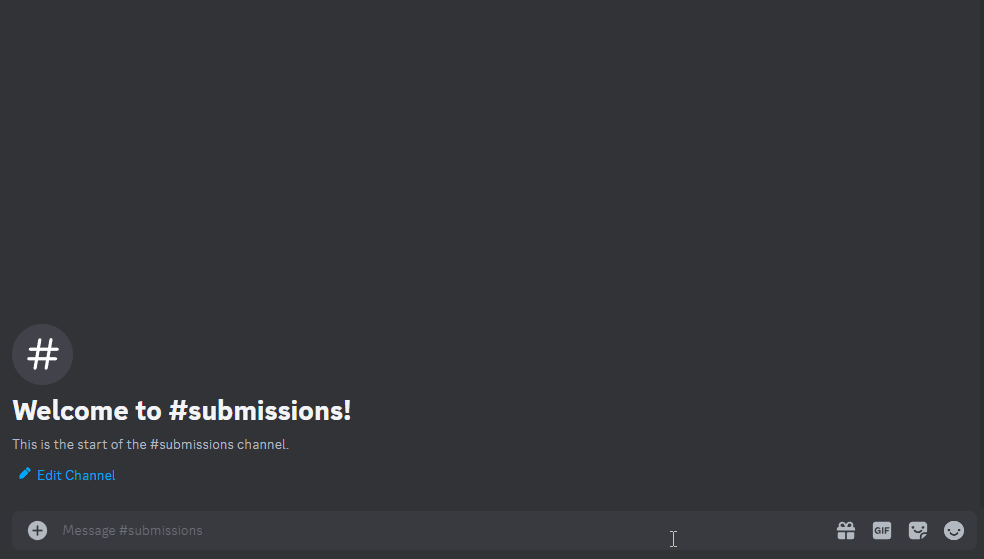 Welcome to #submissions!
This is the start of the #submissions channel.
Edit Channel
Message #submissions
GIF